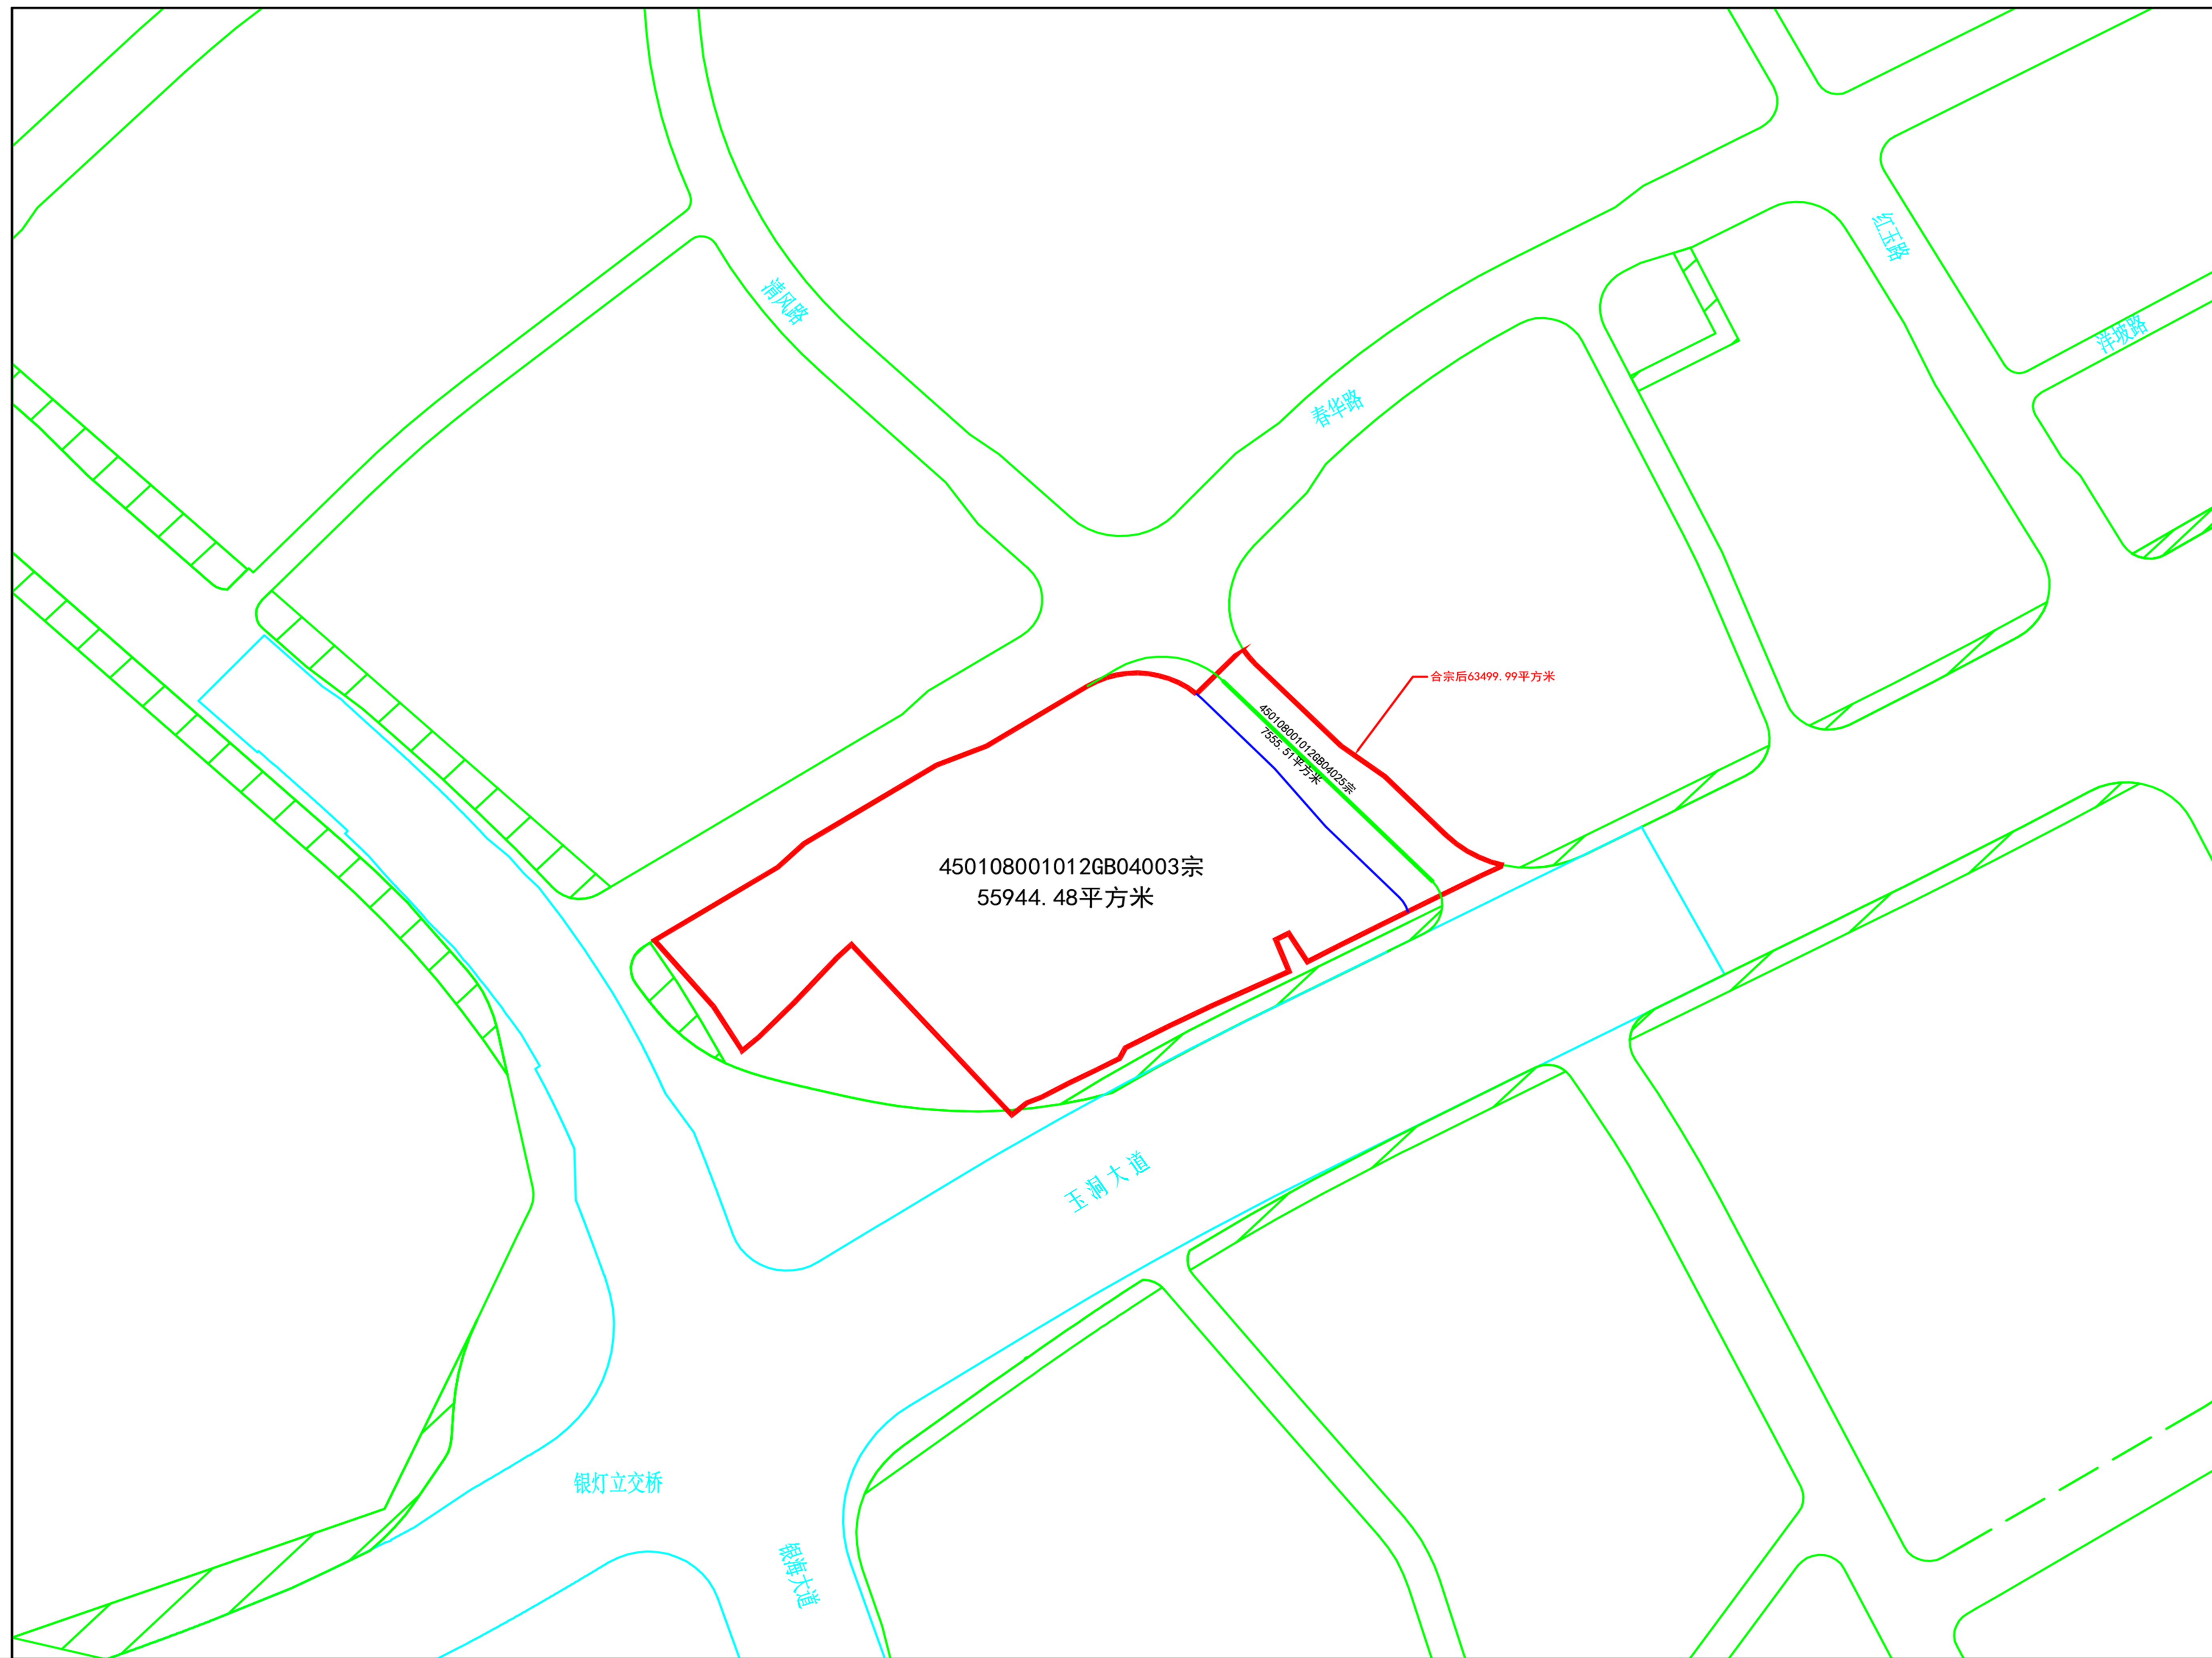 红玉路
清风路
洋坡路
春华路
合宗后63499.99平方米
450108001012GB04025宗
7555.51平方米
450108001012GB04003宗
55944.48平方米
玉洞大道
银灯立交桥
银海大道